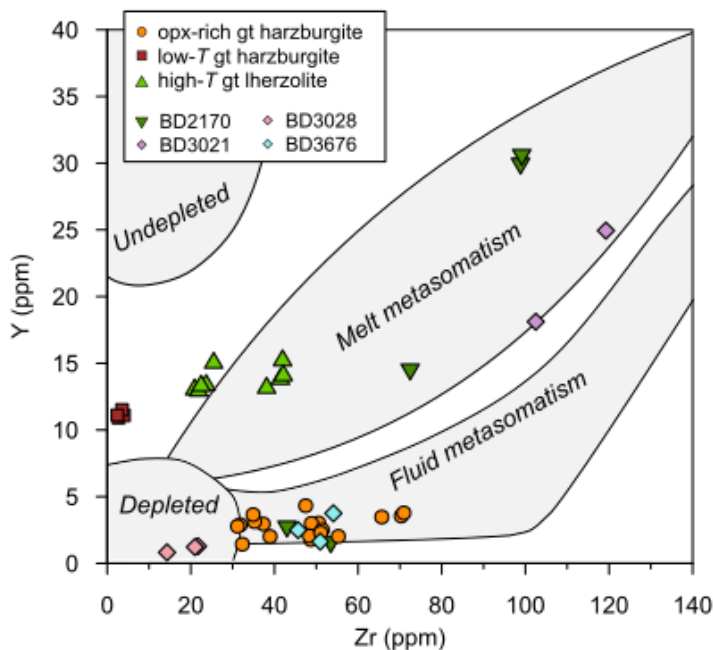 opx-rich gt harzburgite
low-T gt harzburgite
high-T gt lherzolite
BD2170 BD3028
BD3021 BD3676
Undepleted
Melt metasomatism
Fluid metasomatism
Depleted
Y (ppm)
40
35
30
25
20
15
10
5
0
0 20 40 60 80 100 120 140
Zr (ppm)